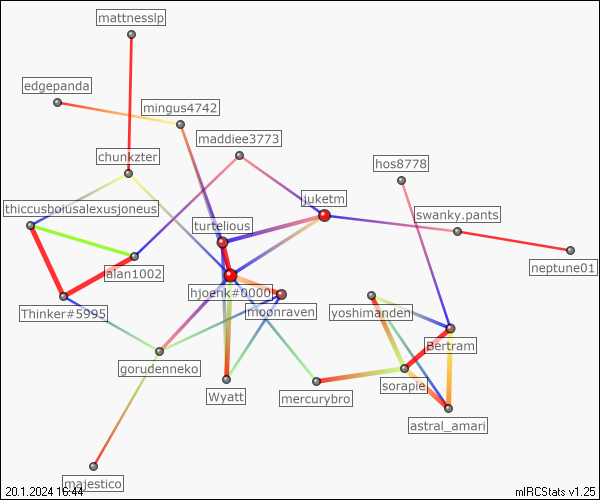 mattnesslp
edgepanda
mingus4742
maddiee3773
chunkzter
hos8778
juketm
thiccusboiusalexusjoneus
swanky.pants
turtelious
alan1002
neptune01
hjoenk#0000
Thinker#5995
moonraven
yoshimanden
Bertram
gorudenneko
sorapie
Wyatt
mercurybro
astral_amari
majestico
20.1.2024 16:44
mIRCStats v1.25